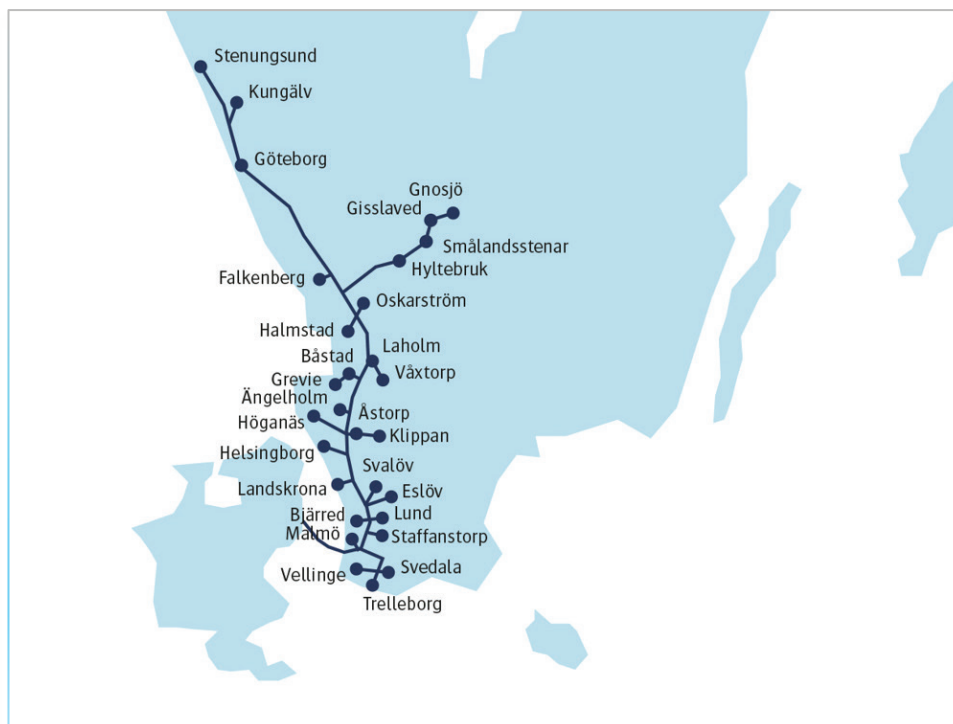 Stenungsund
Kungälv
Göteborg
Gnosjö
Gisslaved
Smålandsstenar
Hyltebruk
Falkenberg
Oskarström
Halmstad
Laholm
Båstad
Våxtorp
Grevie
Ängelholm
Åstorp
Höganäs
Klippan
Helsingborg
Svalöv
Landskrona
Eslöv
Bjärred
Lund
Malmö
Staffanstorp
Vellinge
Svedala
Trelleborg